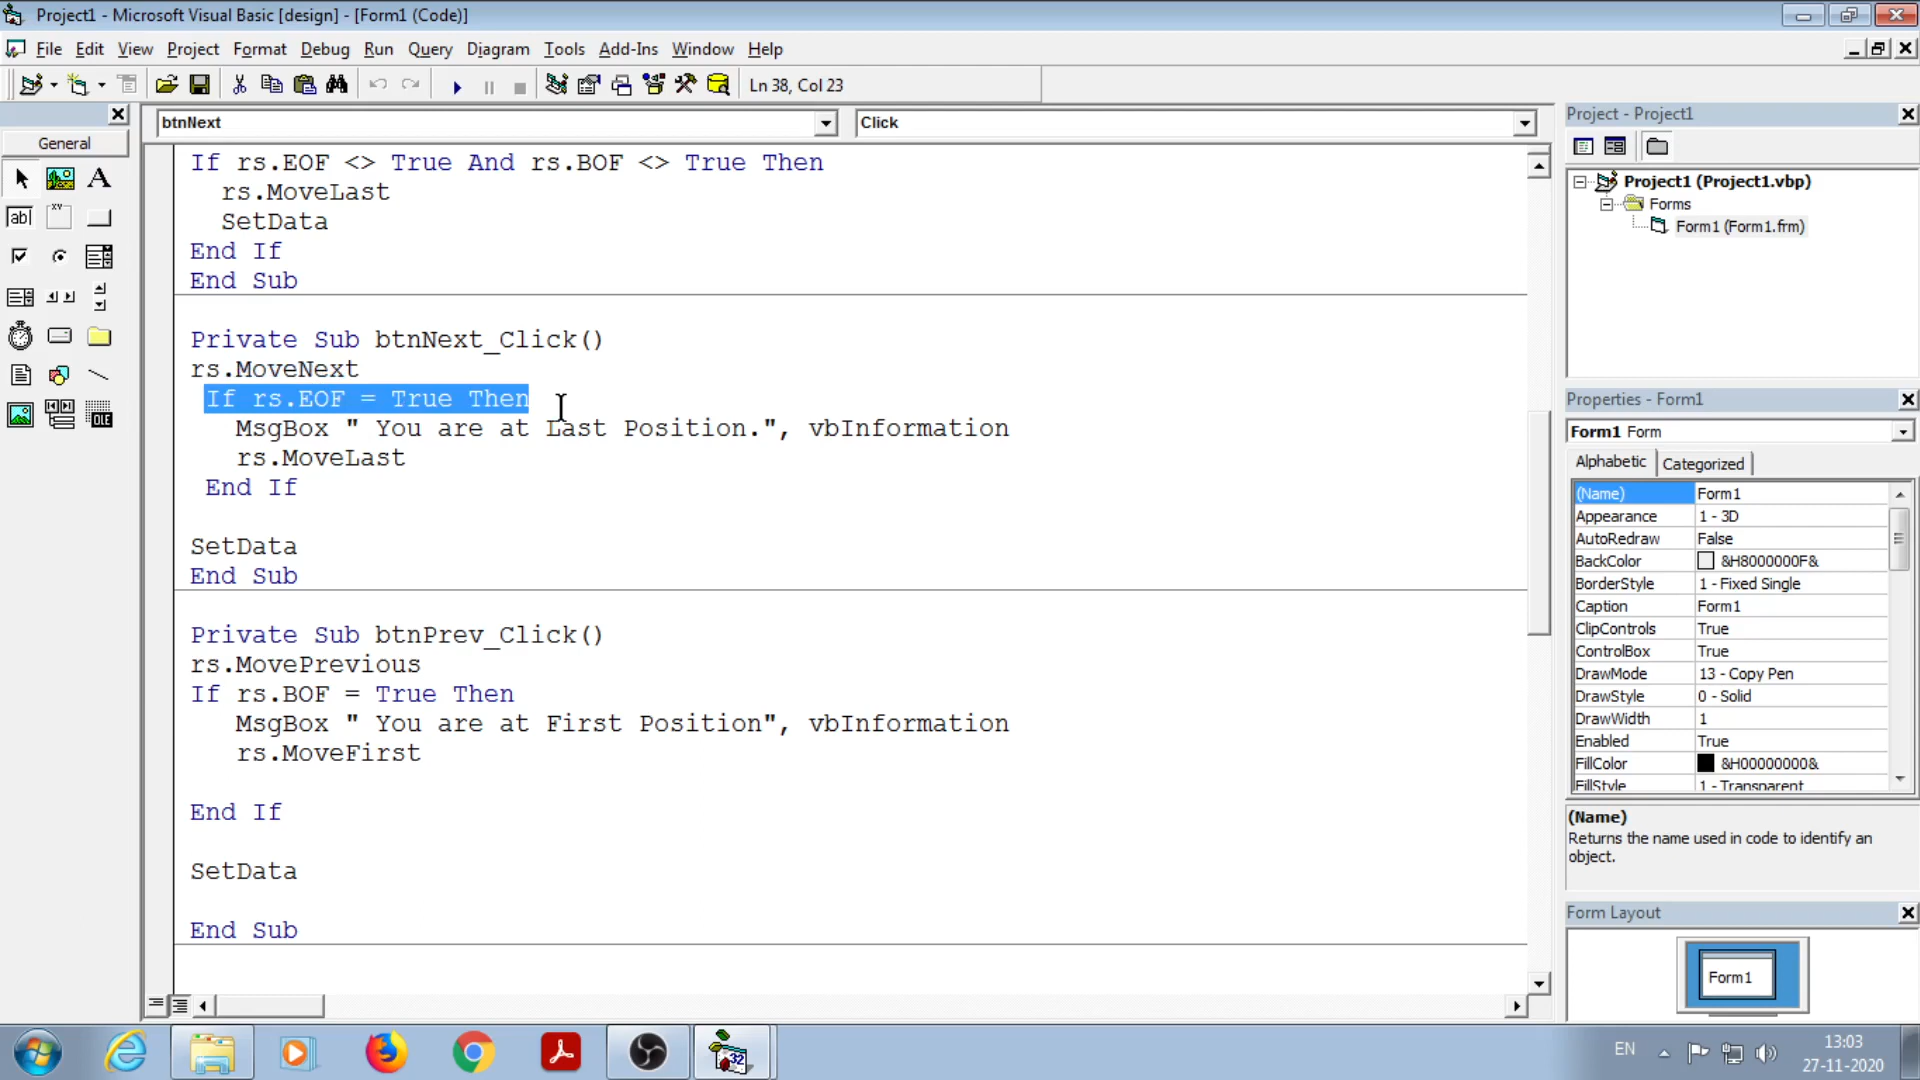 Project1 - Microsoft Visual Basic [design] - [Form1 (Code)]
File Edit View Project Format Debug Run Query Diagram Tools Add-Ins Window Help
Ln 38, Col 23
General
btnNext
Click
If rs.EOF <> True And rs.BOF <> True Then
rs.MoveLast
SetData
End If
End Sub
Private Sub btnNext_Click()
rs.MoveNext
If rs.EOF = True Then
MsgBox " You are at Last Position.", vbInformation
rs.MoveLast
End If
SetData
End Sub
Private Sub btnPrev_Click()
rs.MovePrevious
If rs.BOF = True Then
MsgBox " You are at First Position", vbInformation
rs.MoveFirst
End If
SetData
End Sub
Project - Project1
Project1 (Project1.vbp)
Forms
Form1 (Form1.frm)
Properties - Form1
Form1 Form
Alphabetic Categorized
(Name) Form1
Appearance 1 - 3D
AutoRedraw False
BackColor &H8000000F&
BorderStyle 1 - Fixed Single
Caption Form1
ClipControls True
ControlBox True
DrawMode 13 - Copy Pen
DrawStyle 0 - Solid
DrawWidth 1
Enabled True
FillColor &H00000000&
FillStyle 1 - Transparent
(Name)
Returns the name used in code to identify an
object.
Form Layout
Form1
EN
13:03
27-11-2020